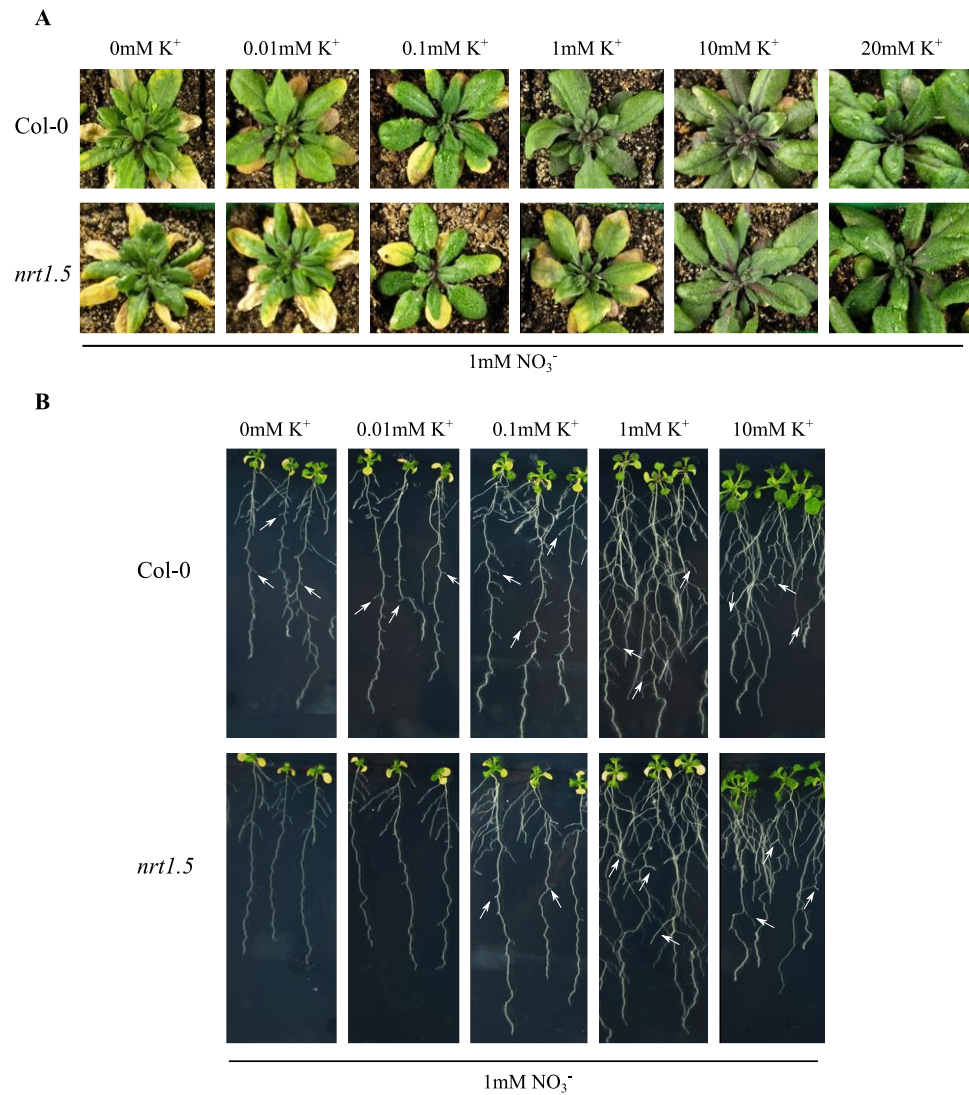 A
0mM K⁺ 0.01mM K⁺ 0.1mM K⁺ 1mM K⁺ 10mM K⁺ 20mM K⁺
Col-0
nrt1.5
1mM NO₃⁻
B
0mM K⁺ 0.01mM K⁺ 0.1mM K⁺ 1mM K⁺ 10mM K⁺
Col-0
nrt1.5
1mM NO₃⁻